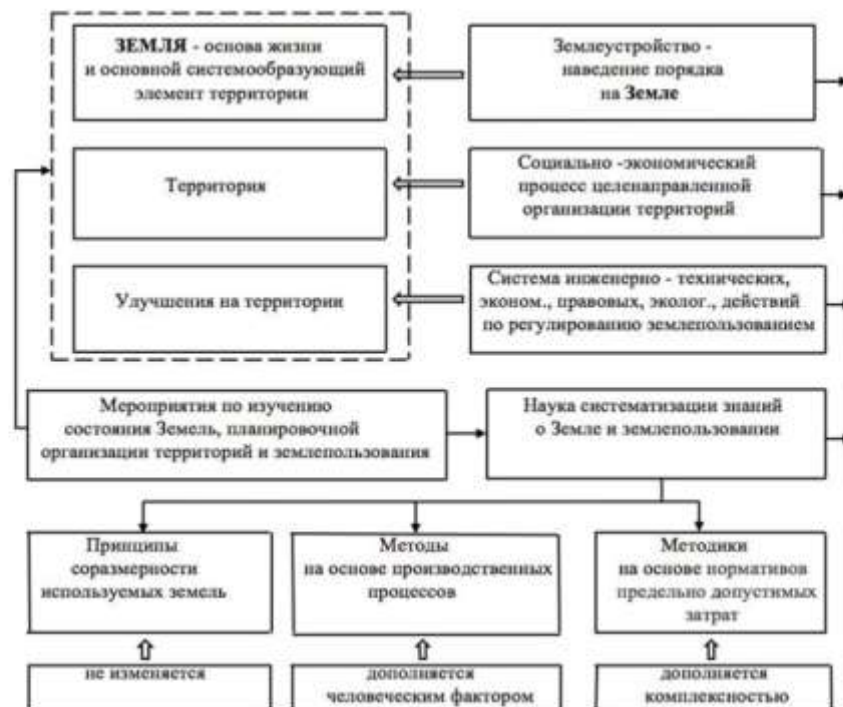 ЗЕМЛЯ - основа жизни
и основной системообразующий
элемент территории
Землеустройство -
наведение порядка
на Земле
Территория
Социально -экономический
процесс целенаправленной
организации территорий
Улучшения на территории
Система инженерно - технических,
эконом., правовых, эколог., действий
по регулированию землепользованием
Мероприятия по изучению
состояния Земель, планировочной
организации территорий и землепользования
Наука систематизации знаний
о Земле и землепользовании
Принципы
соразмерности
используемых земель
Методы
на основе производственных
процессов
Методики
на основе нормативов
предельно допустимых
затрат
не изменяется
дополняется
человеческим фактором
дополняется
комплексностью